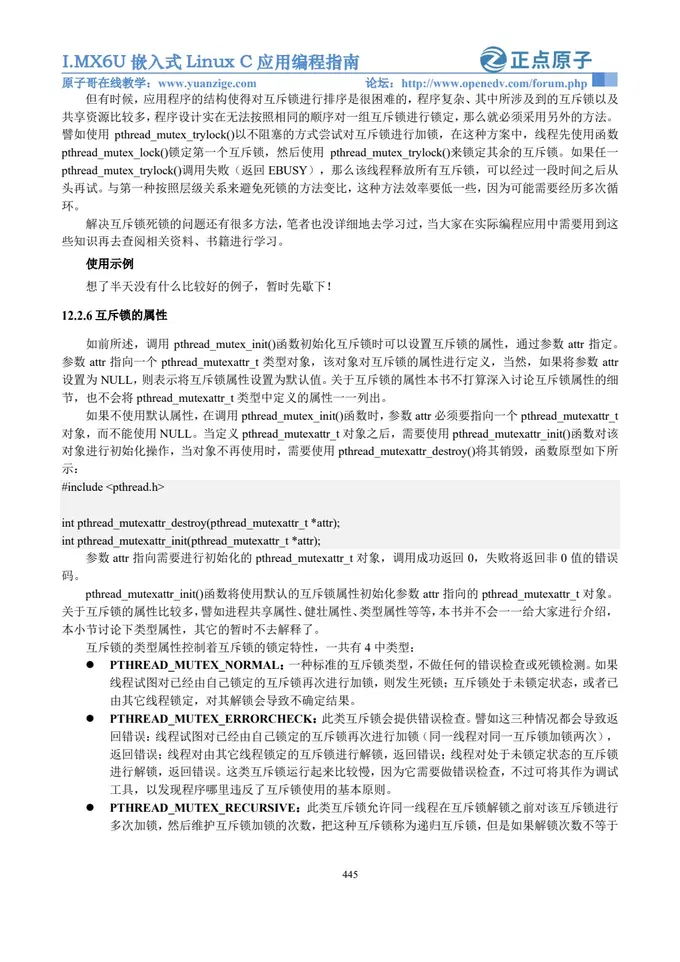 I.MX6U 嵌入式 Linux C 应用编程指南
正点原子
原子哥在线教学：www.yuanzige.com 论坛：http://www.openedv.com/forum.php
但有时候，应用程序的结构使得对互斥锁进行排序是很困难的，程序复杂、其中所涉及到的互斥锁以及
共享资源比较多，程序设计实在无法按照相同的顺序对一组互斥锁进行锁定，那么就必须采用另外的方法。
譬如使用 pthread_mutex_trylock()以不阻塞的方式尝试对互斥锁进行加锁，在这种方案中，线程先使用函数
pthread_mutex_lock()锁定第一个互斥锁，然后使用 pthread_mutex_trylock()来锁定其余的互斥锁。如果任一
pthread_mutex_trylock()调用失败（返回 EBUSY），那么该线程释放所有互斥锁，可以经过一段时间之后从
头再试。与第一种按照层级关系来避免死锁的方法变比，这种方法效率要低一些，因为可能需要经历多次循
环。
解决互斥锁死锁的问题还有很多方法，笔者也没详细地去学习过，当大家在实际编程应用中需要用到这
些知识再去查阅相关资料、书籍进行学习。
使用示例
想了半天没有什么比较好的例子，暂时先歇下！
12.2.6 互斥锁的属性
如前所述，调用 pthread_mutex_init()函数初始化互斥锁时可以设置互斥锁的属性，通过参数 attr 指定。
参数 attr 指向一个 pthread_mutexattr_t 类型对象，该对象对互斥锁的属性进行定义，当然，如果将参数 attr
设置为 NULL，则表示将互斥锁属性设置为默认值。关于互斥锁的属性本书不打算深入讨论互斥锁属性的细
节，也不会将 pthread_mutexattr_t 类型中定义的属性一一列出。
如果不使用默认属性，在调用 pthread_mutex_init()函数时，参数 attr 必须要指向一个 pthread_mutexattr_t
对象，而不能使用 NULL。当定义 pthread_mutexattr_t 对象之后，需要使用 pthread_mutexattr_init()函数对该
对象进行初始化操作，当对象不再使用时，需要使用 pthread_mutexattr_destroy()将其销毁，函数原型如下所
示：
#include <pthread.h>
int pthread_mutexattr_destroy(pthread_mutexattr_t *attr);
int pthread_mutexattr_init(pthread_mutexattr_t *attr);
参数 attr 指向需要进行初始化的 pthread_mutexattr_t 对象，调用成功返回 0，失败将返回非 0 值的错误
码。
pthread_mutexattr_init()函数将使用默认的互斥锁属性初始化参数 attr 指向的 pthread_mutexattr_t 对象。
关于互斥锁的属性比较多，譬如进程共享属性、健壮属性、类型属性等等，本书并不会一一给大家进行介绍，
本小节讨论下类型属性，其它的暂时不去解释了。
互斥锁的类型属性控制着互斥锁的锁定特性，一共有 4 中类型：
● PTHREAD_MUTEX_NORMAL：一种标准的互斥锁类型，不做任何的错误检查或死锁检测。如果
线程试图对已经由自己锁定的互斥锁再次进行加锁，则发生死锁；互斥锁处于未锁定状态，或者已
由其它线程锁定，对其解锁会导致不确定结果。
● PTHREAD_MUTEX_ERRORCHECK：此类互斥锁会提供错误检查。譬如这三种情况都会导致返
回错误：线程试图对已经由自己锁定的互斥锁再次进行加锁（同一线程对同一互斥锁加锁两次），
返回错误；线程对由其它线程锁定的互斥锁进行解锁，返回错误；线程对处于未锁定状态的互斥锁
进行解锁，返回错误。这类互斥锁运行起来比较慢，因为它需要做错误检查，不过可将其作为调试
工具，以发现程序哪里违反了互斥锁使用的基本原则。
● PTHREAD_MUTEX_RECURSIVE：此类互斥锁允许同一线程在互斥锁解锁之前对该互斥锁进行
多次加锁，然后维护互斥锁加锁的次数，把这种互斥锁称为递归互斥锁，但是如果解锁次数不等于
445